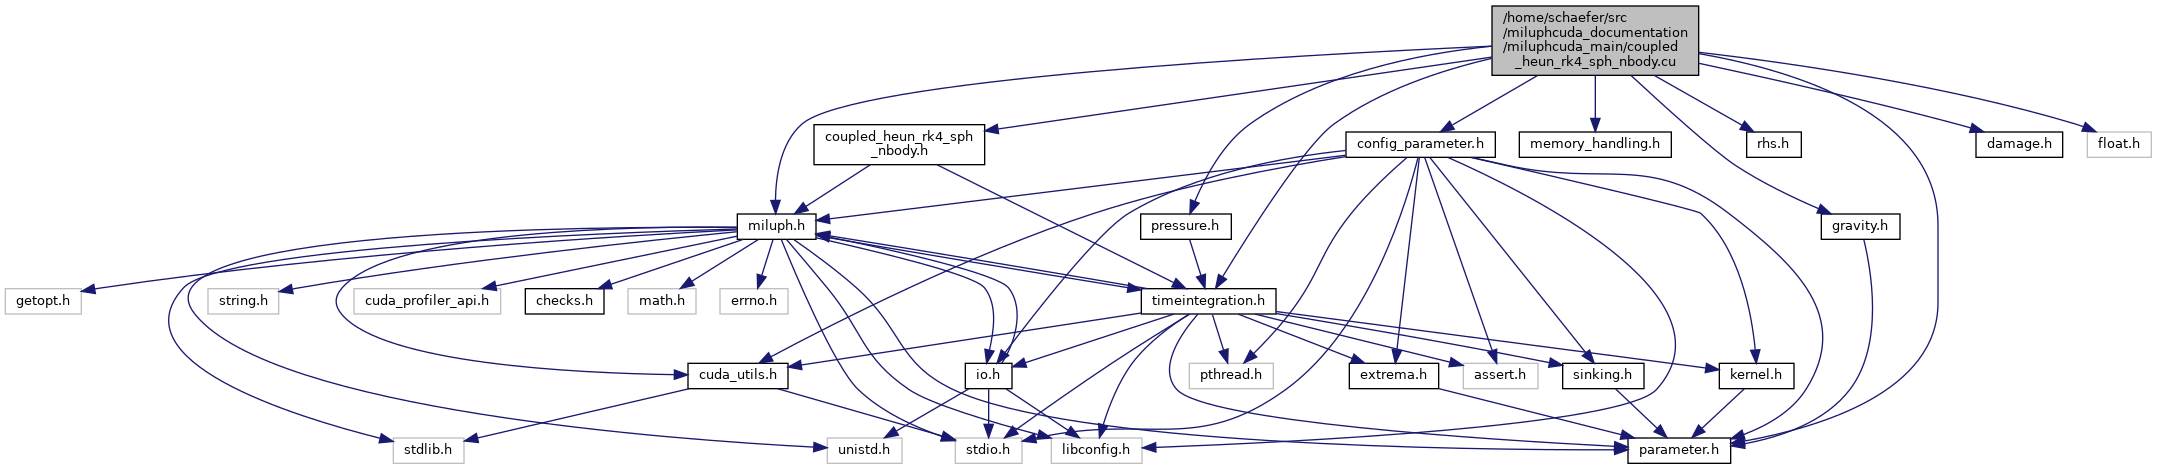 /home/schaefer/src
/miluphcuda_documentation
/miluphcuda_main/coupled
_heun_rk4_sph_nbody.cu
coupled_heun_rk4_sph
_nbody.h
config_parameter.h
memory_handling.h
rhs.h
damage.h
float.h
miluph.h
pressure.h
gravity.h
getopt.h
string.h
cuda_profiler_api.h
checks.h
math.h
errno.h
timeintegration.h
cuda_utils.h
io.h
pthread.h
extrema.h
assert.h
sinking.h
kernel.h
stdlib.h
unistd.h
stdio.h
libconfig.h
parameter.h